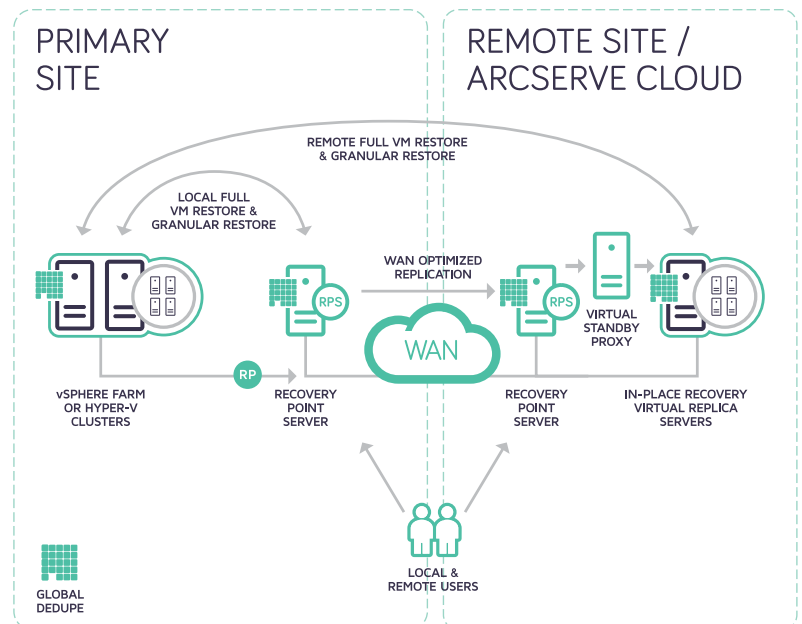 PRIMARY
SITE
REMOTE SITE /
ARCSERVE CLOUD
REMOTE FULL VM RESTORE
& GRANULAR RESTORE
LOCAL FULL
VM RESTORE &
GRANULAR RESTORE
WAN OPTIMIZED
REPLICATION
RPS
RPS
VIRTUAL
STANDBY
PROXY
WAN
RP
vSPHERE FARM
OR HYPER-V
CLUSTERS
RECOVERY
POINT
SERVER
RECOVERY
POINT
SERVER
IN-PLACE RECOVERY
VIRTUAL REPLICA
SERVERS
LOCAL &
REMOTE USERS
GLOBAL
DEDUPE